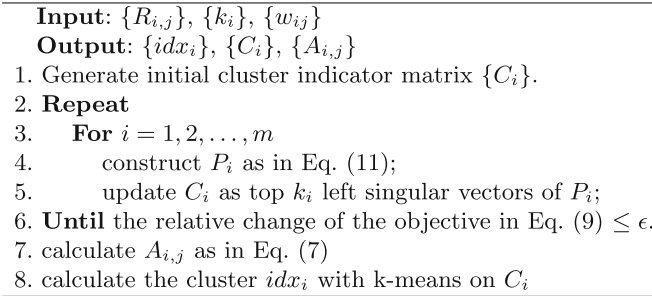 Input: {R_{i,j}}, {k_i}, {w_{ij}}
Output: {idx_i}, {C_i}, {A_{i,j}}
1. Generate initial cluster indicator matrix {C_i}.
2. Repeat
3. For i = 1, 2, . . . , m
4. construct P_i as in Eq. (11);
5. update C_i as top k_i left singular vectors of P_i;
6. Until the relative change of the objective in Eq. (9) ≤ ϵ.
7. calculate A_{i,j} as in Eq. (7)
8. calculate the cluster idx_i with k-means on C_i